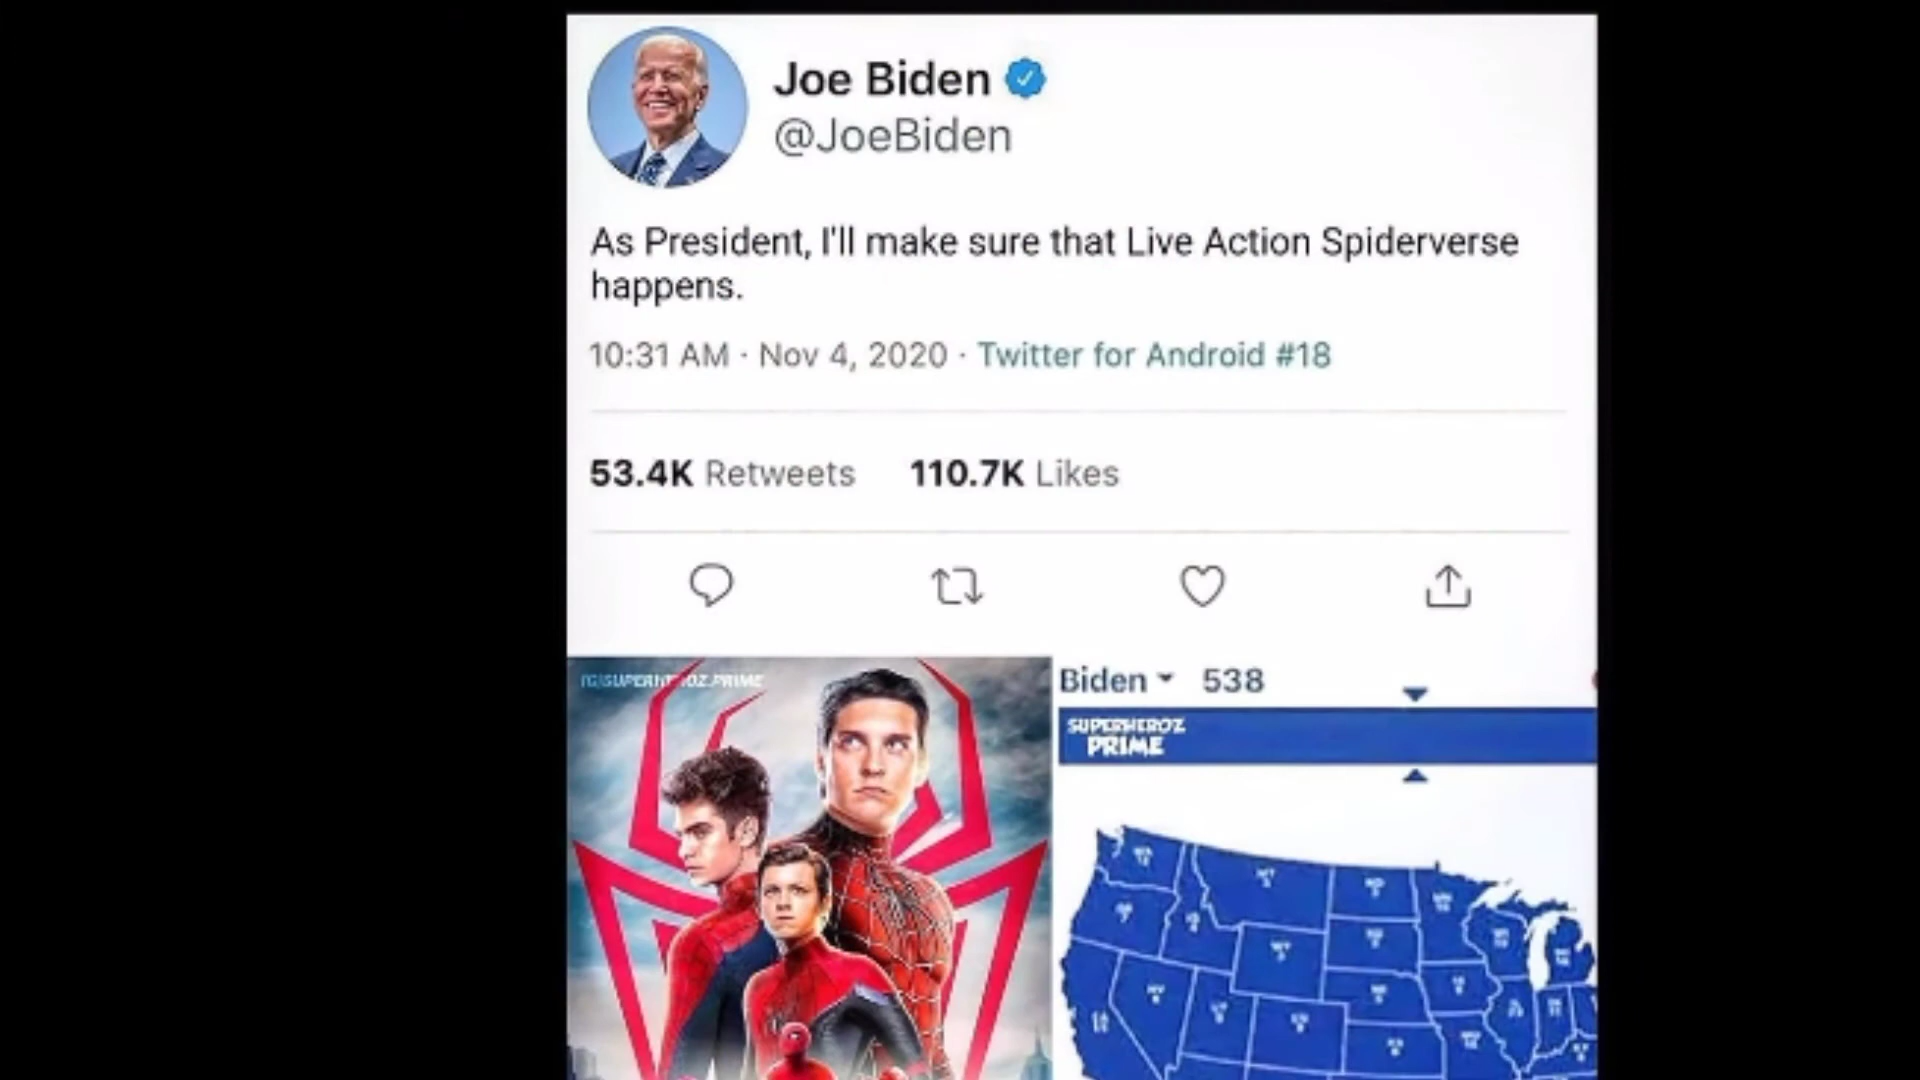 Joe Biden
@JoeBiden
As President, I'll make sure that Live Action Spiderverse
happens.
10:31 AM · Nov 4, 2020 · Twitter for Android #18
53.4K Retweets 110.7K Likes
Biden 538
SUPERHEROZ
PRIME